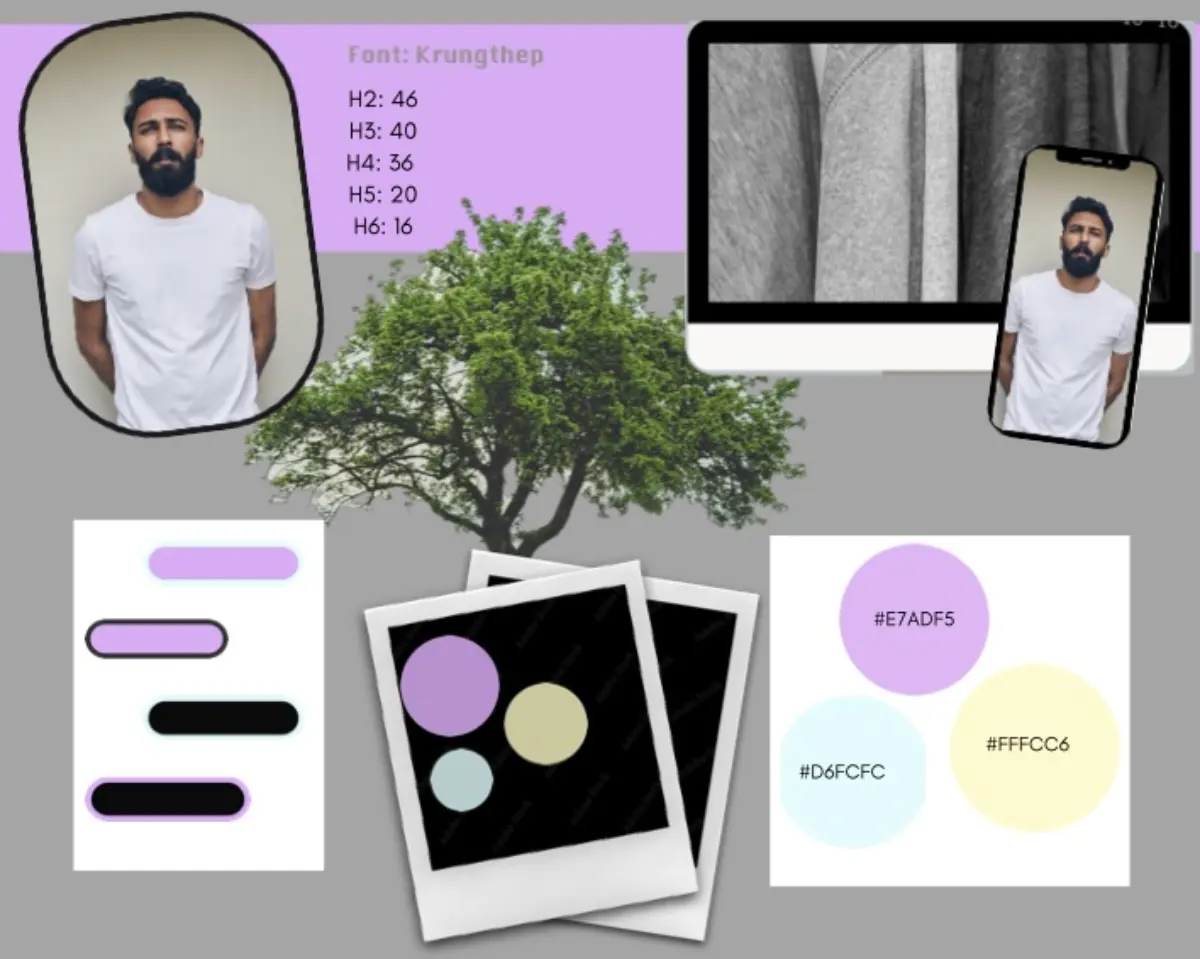 Font: Krungthep
H2: 46
H3: 40
H4: 36
H5: 20
H6: 16
#E7ADF5
#FFFCC6
#D6FCFC